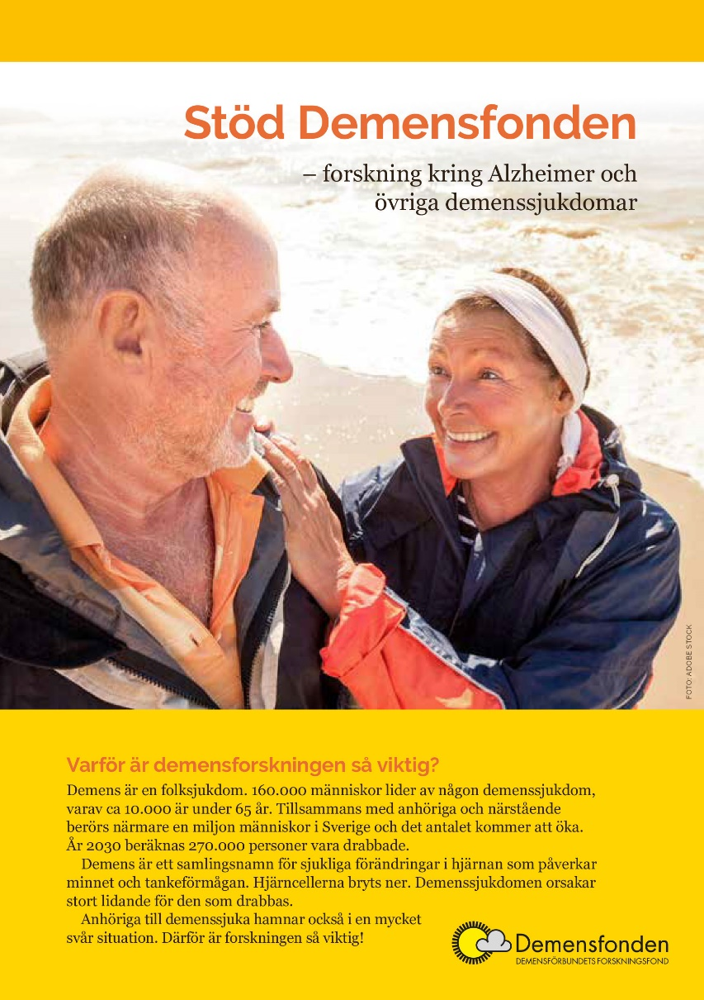 Stöd Demensfonden
– forskning kring Alzheimer och
övriga demenssjukdomar
FOTO: ADOBE STOCK
Varför är demensforskningen så viktig?
Demens är en folksjukdom. 160.000 människor lider av någon demenssjukdom,
varav ca 10.000 är under 65 år. Tillsammans med anhöriga och närstående
berörs närmare en miljon människor i Sverige och det antalet kommer att öka.
År 2030 beräknas 270.000 personer vara drabbade.
Demens är ett samlingsnamn för sjukliga förändringar i hjärnan som påverkar
minnet och tankeförmågan. Hjärncellerna bryts ner. Demenssjukdomen orsakar
stort lidande för den som drabbas.
Anhöriga till demenssjuka hamnar också i en mycket
svår situation. Därför är forskningen så viktig!
Demensfonden
DEMENSFÖRBUNDETS FORSKNINGSFOND